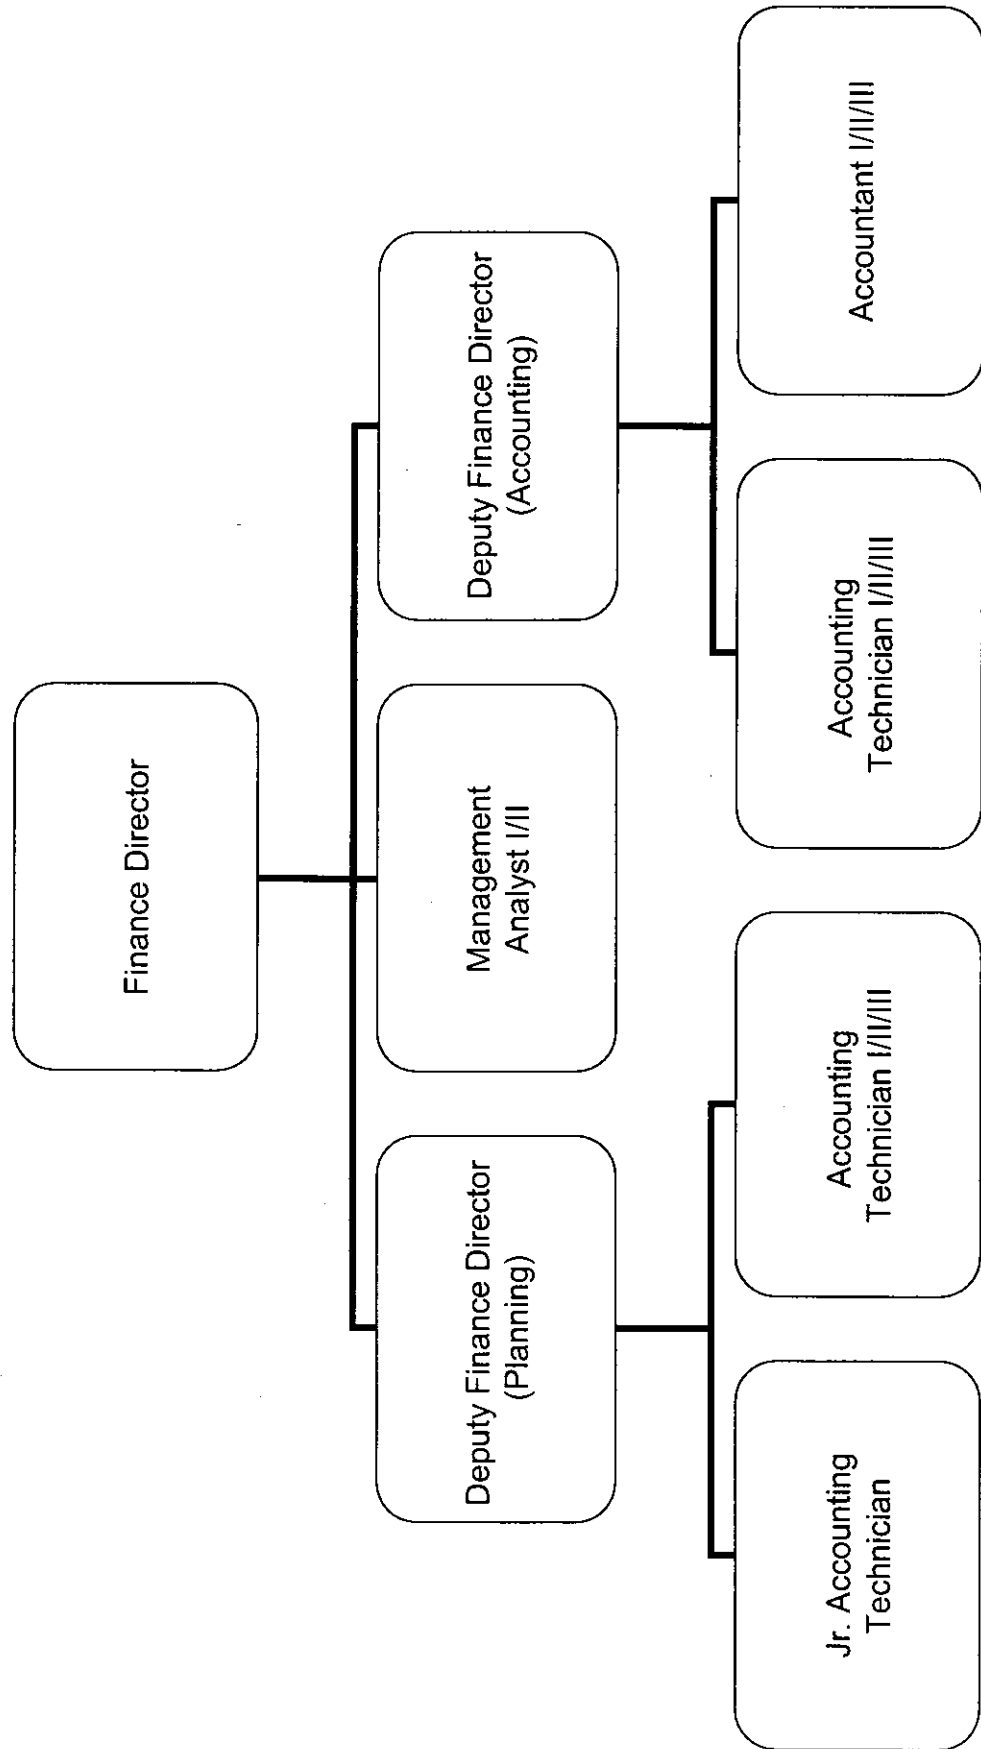 Finance Director
Deputy Finance Director
(Planning)
Management
Analyst I/II
Deputy Finance Director
(Accounting)
Jr. Accounting
Technician
Accounting
Technician I/II/III
Accounting
Technician I/II/III
Accountant I/II/III